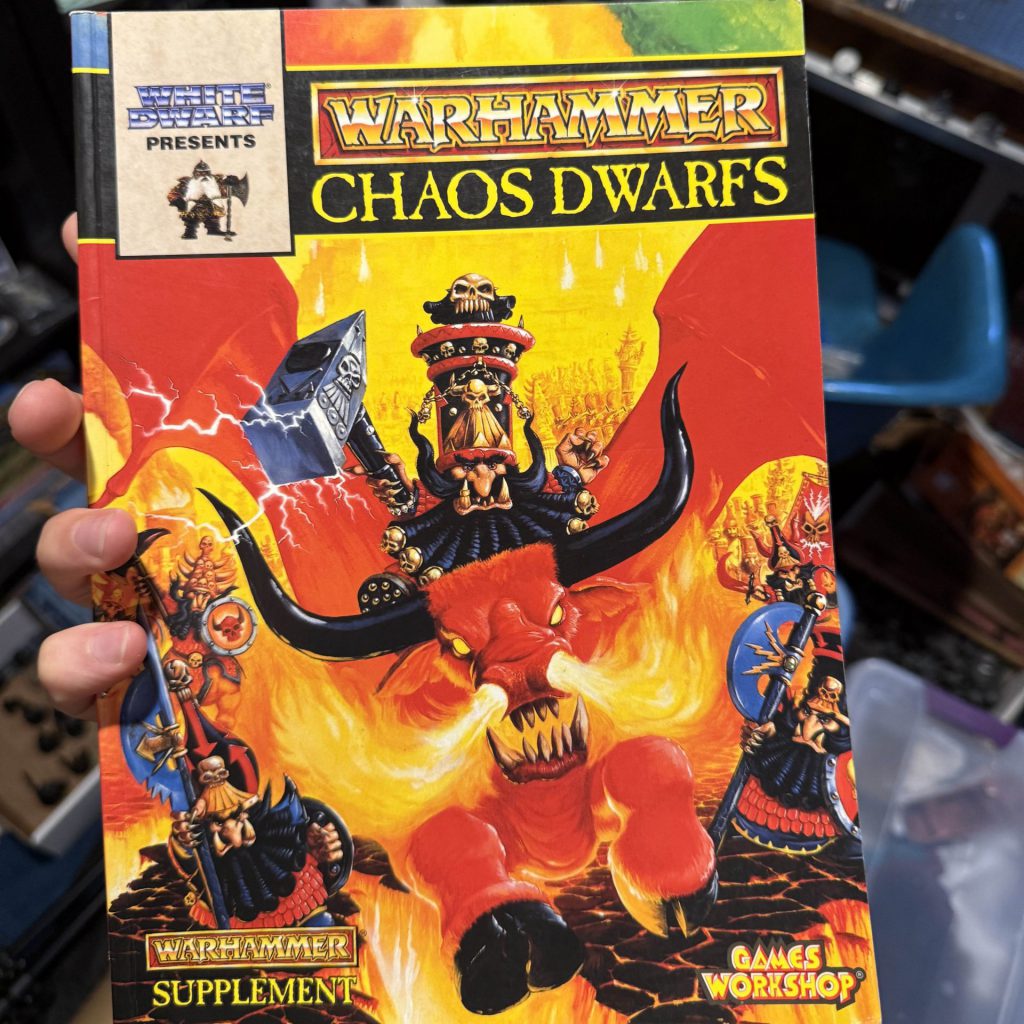 WHITE
DWARF
PRESENTS
WARHAMMER
CHAOS DWARFS
WARHAMMER®
SUPPLEMENT
GAMES
WORKSHOP®